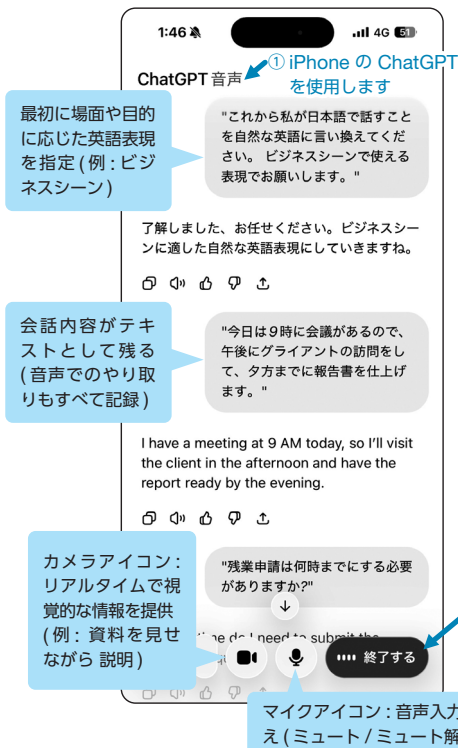 1:46
4G 51
① iPhone の ChatGPT
を使用します
ChatGPT 音声
最初に場面や目的
に応じた英語表現
を指定 ( 例 : ビジ
ネスシーン )
"これから私が日本語で話すこと
を自然な英語に言い換えてくだ
さい。 ビジネスシーンで使える
表現でお願いします。"
了解しました、お任せください。ビジネスシー
ンに適した自然な英語表現にしていきますね。
会話内容がテキ
ストとして残る
( 音声でのやり取
りもすべて記録 )
"今日は9時に会議があるので、
午後にグライアントの訪問をし
て、夕方までに報告書を仕上げ
ます。"
I have a meeting at 9 AM today, so I'll visit
the client in the afternoon and have the
report ready by the evening.
カメラアイコン :
リアルタイムで視
覚的な情報を提供
( 例 : 資料を見せ
ながら 説明 )
"残業申請は何時までにする必要
がありますか?"
do I need to submit the
終了する
マイクアイコン : 音声入力
え ( ミュート / ミュート解